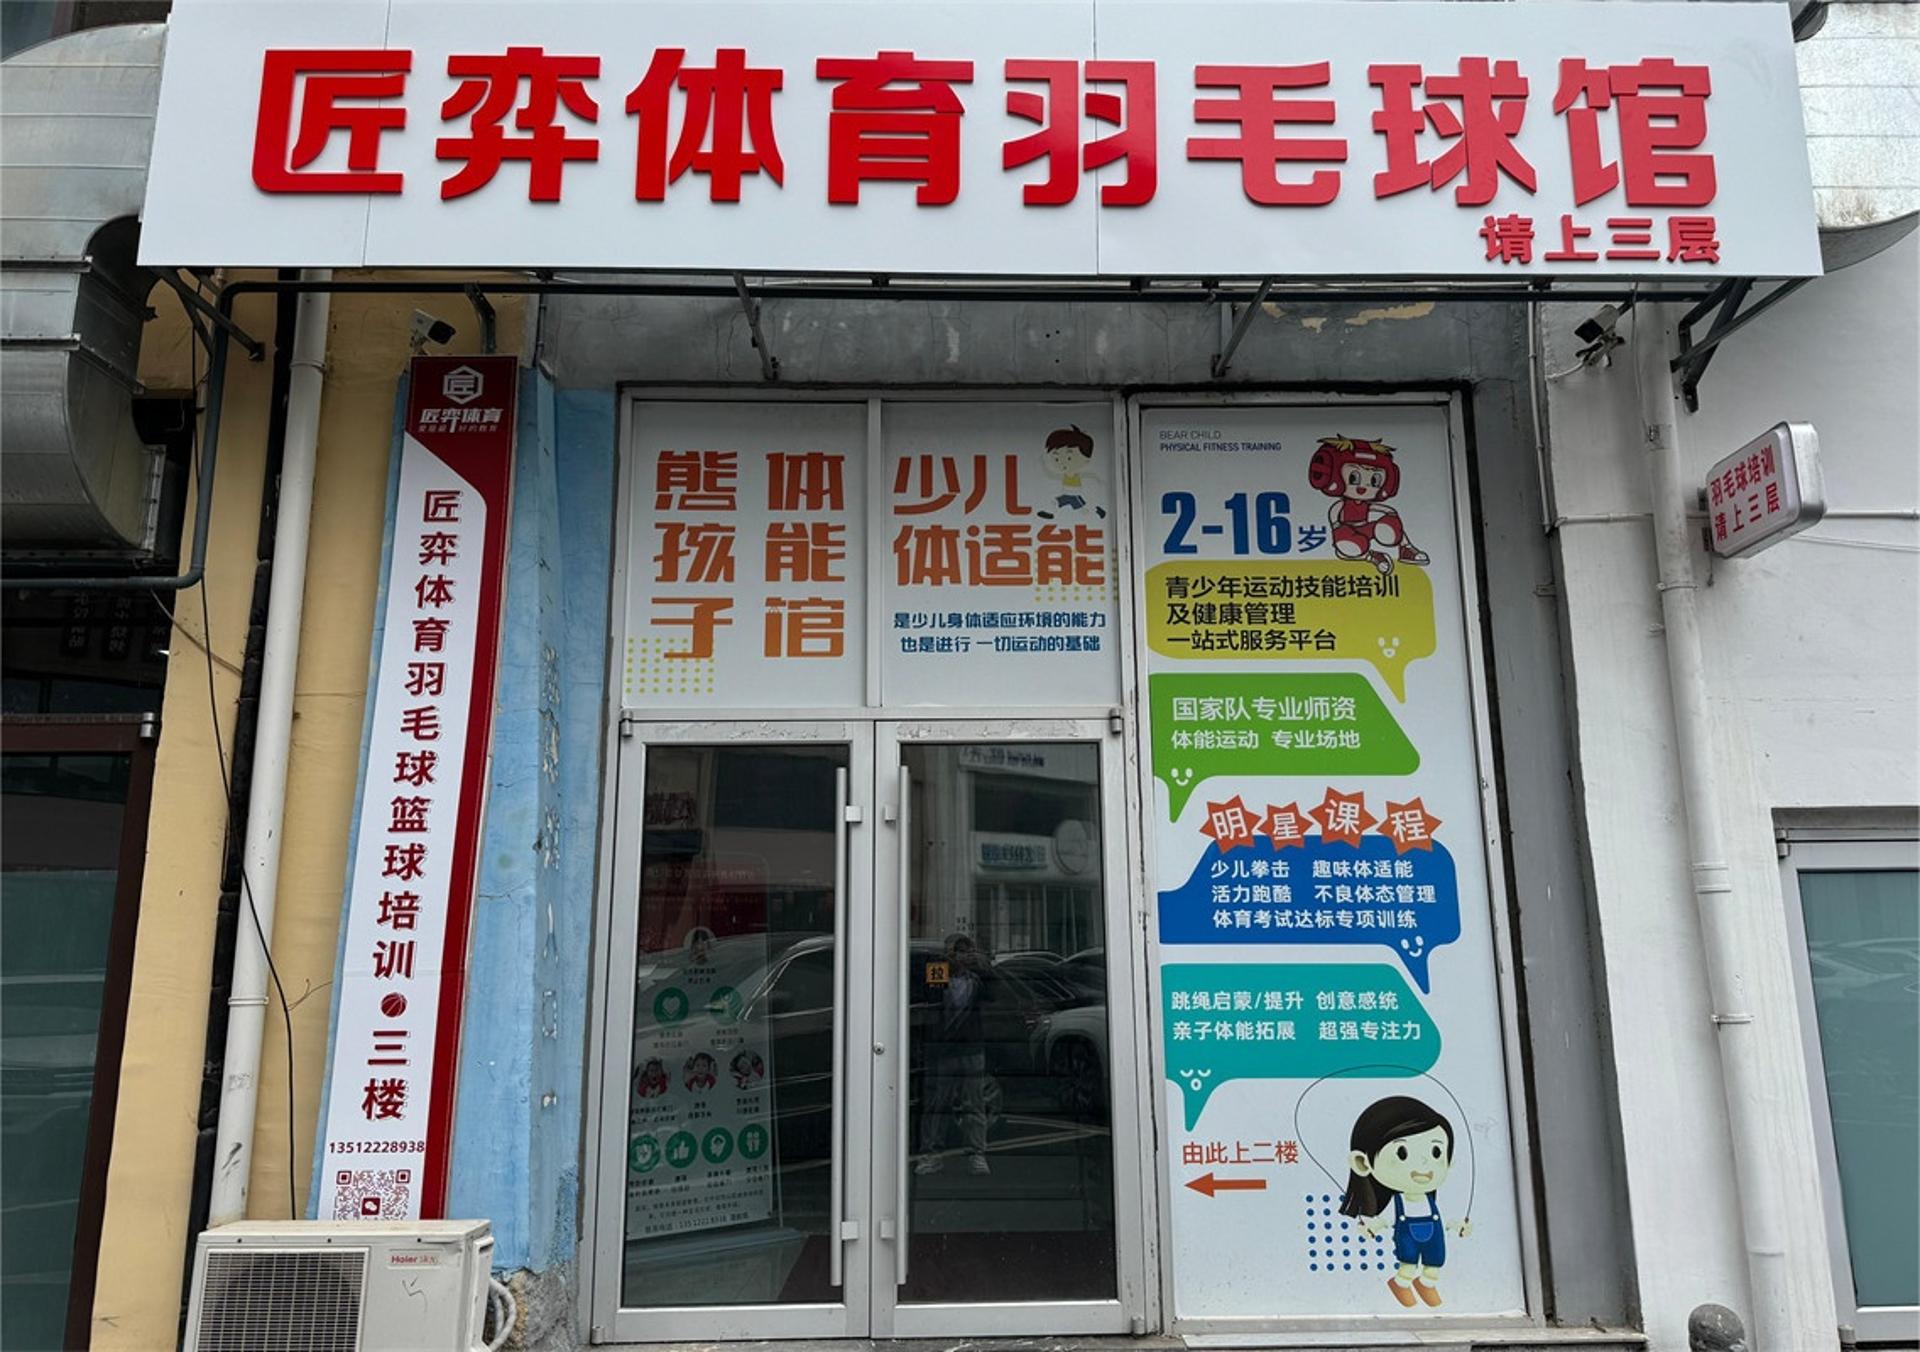 匠弈体育羽毛球馆
请上三层
匠弈体育
匠弈体育羽毛球篮球培训
三楼
13512228938
Haier
熊孩子
体能馆
少儿
体适能
是少儿身体适应环境的能力
也是进行一切运动的基础
拉
BEAR CHILD
PHYSICAL FITNESS TRAINING
2-16岁
青少年运动技能培训
及健康管理
一站式服务平台
国家队专业师资
体能运动 专业场地
明星课程
少儿拳击 趣味体适能
活力跑酷 不良体态管理
体育考试达标专项训练
跳绳启蒙/提升 创意感统
亲子体能拓展 超强专注力
由此上二楼
羽毛球培训
请上三层